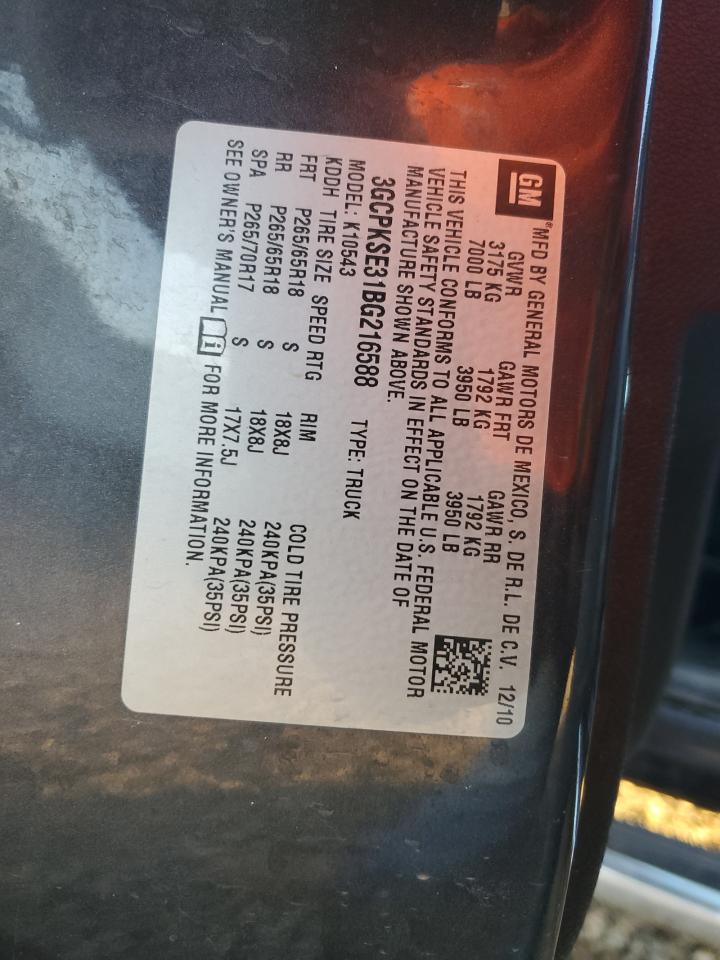 GM ® MFD BY GENERAL MOTORS DE MEXICO, S. DE R.L. DE C.V. 12/10
GVWR GAWR FRT GAWR RR
3175 KG 1792 KG 1792 KG
7000 LB 3950 LB 3950 LB
THIS VEHICLE CONFORMS TO ALL APPLICABLE U.S. FEDERAL MOTOR
VEHICLE SAFETY STANDARDS IN EFFECT ON THE DATE OF
MANUFACTURE SHOWN ABOVE.
3GCPKSE31BG216588 TYPE: TRUCK
MODEL: K10543
KDDH TIRE SIZE SPEED RTG RIM COLD TIRE PRESSURE
FRT P265/65R18 S 18X8J 240KPA(35PSI)
RR P265/65R18 S 18X8J 240KPA(35PSI)
SPA P265/70R17 S 17X7.5J 240KPA(35PSI)
SEE OWNER'S MANUAL i FOR MORE INFORMATION.